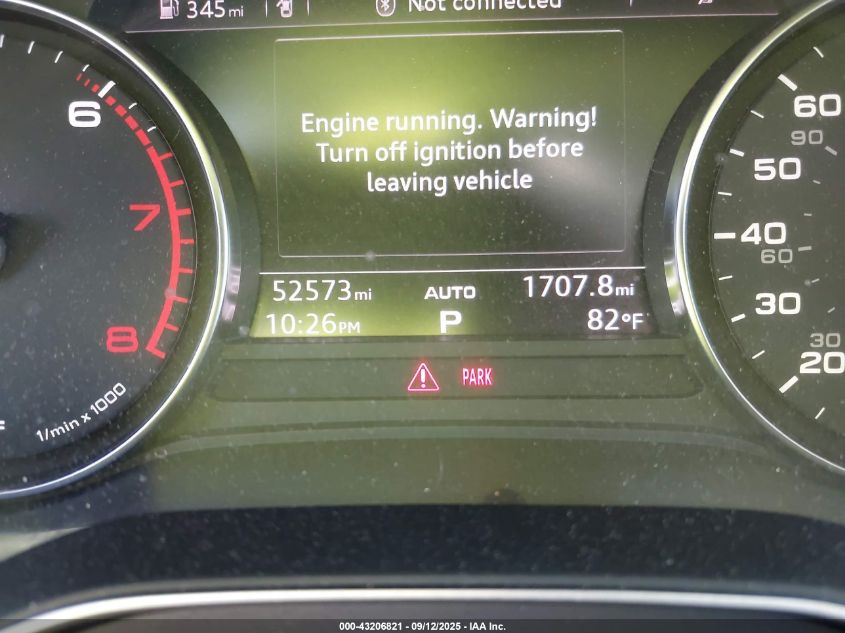 345mi
Not connected
Engine running. Warning!
Turn off ignition before
leaving vehicle
52573mi AUTO 1707.8mi
10:26PM P 82°F
PARK
6
7
8
1/min x 1000
60
90
50
40
60
30
30
20
000-43206821 - 09/12/2025 - IAA Inc.